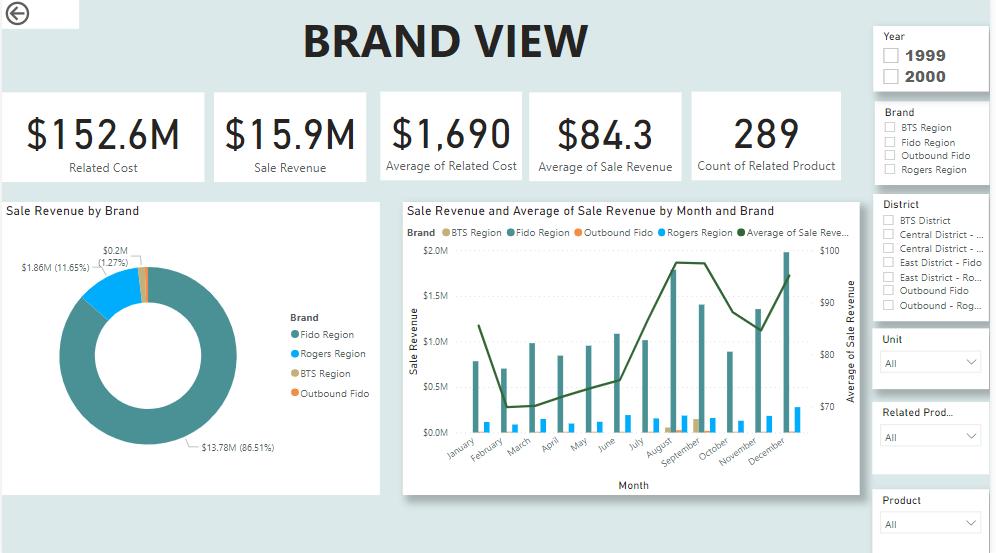 BRAND VIEW
$152.6M
Related Cost
$15.9M
Sale Revenue
$1,690
Average of Related Cost
$84.3
Average of Sale Revenue
289
Count of Related Product
Sale Revenue by Brand
$0.2M
(1.27%)
$1.86M (11.65%)
$13.78M (86.51%)
Brand
Fido Region
Rogers Region
BTS Region
Outbound Fido
Sale Revenue and Average of Sale Revenue by Month and Brand
Brand BTS Region Fido Region Outbound Fido Rogers Region Average of Sale Reve...
Sale Revenue
$2.0M
$1.5M
$1.0M
$0.5M
$0.0M
$100
$90
$80
$70
Average of Sale Revenue
January
February
March
April
May
June
July
August
September
October
November
December
Month
Year
1999
2000
Brand
BTS Region
Fido Region
Outbound Fido
Rogers Region
District
BTS District
Central District - ...
Central District - ...
East District - Fido
East District - Ro...
Outbound Fido
Outbound - Rog...
Unit
All
Related Prod...
All
Product
All